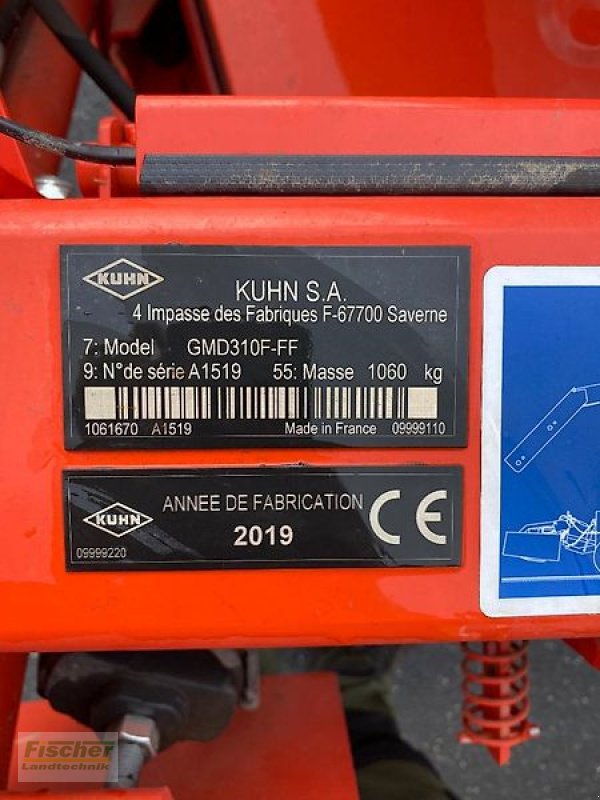 KUHN
KUHN S.A.
4 Impasse des Fabriques F-67700 Saverne
7: Model GMD310F-FF
9: N°de série A1519 55: Masse 1060 kg
1061670 A1519 Made in France 09999110
KUHN
ANNEE DE FABRICATION
2019
CE
09999220
Fischer
Landtechnik